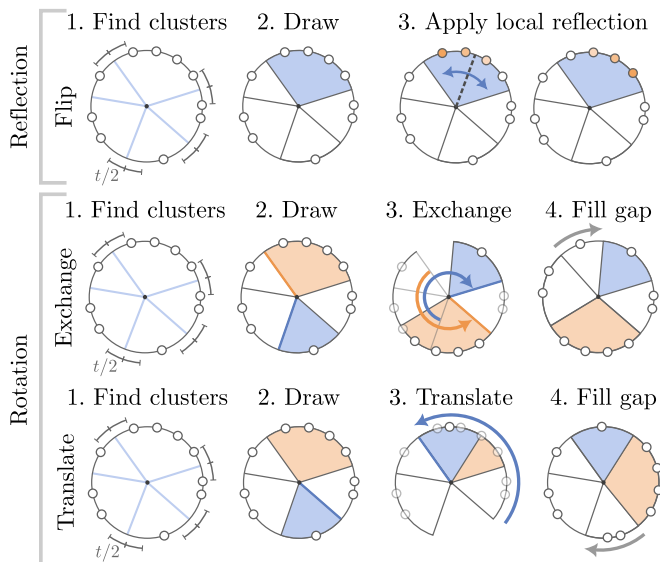 Reflection
Flip
1. Find clusters
2. Draw
3. Apply local reflection
t/2
Rotation
Exchange
1. Find clusters
2. Draw
3. Exchange
4. Fill gap
t/2
Translate
1. Find clusters
2. Draw
3. Translate
4. Fill gap
t/2